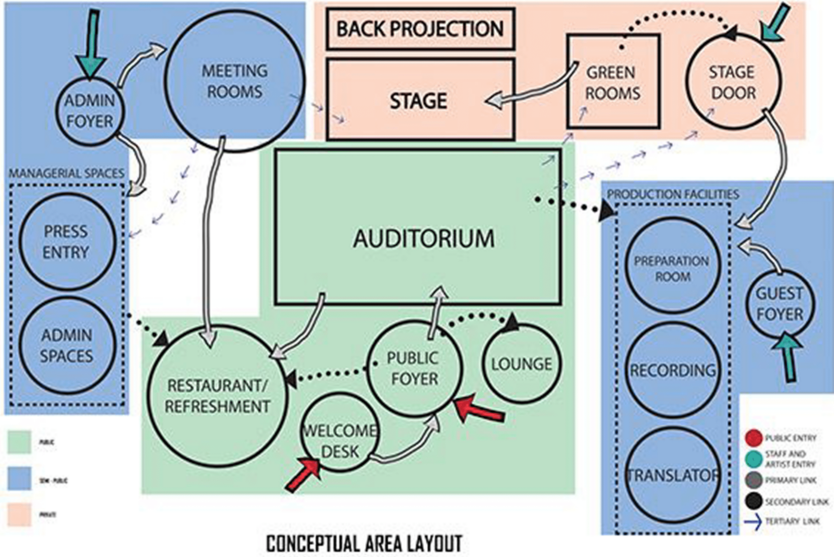 BACK PROJECTION
STAGE
GREEN
ROOMS
STAGE
DOOR
MEETING
ROOMS
ADMIN
FOYER
MANAGERIAL SPACES
PRESS
ENTRY
ADMIN
SPACES
AUDITORIUM
PRODUCTION FACILITIES
PREPARATION
ROOM
RECORDING
TRANSLATOR
GUEST
FOYER
RESTAURANT/
REFRESHMENT
PUBLIC
FOYER
LOUNGE
WELCOME
DESK
PUBLIC
SEMI - PUBLIC
PRIVATE
PUBLIC ENTRY
STAFF AND
ARTIST ENTRY
PRIMARY LINK
SECONDARY LINK
TERTIARY LINK
CONCEPTUAL AREA LAYOUT